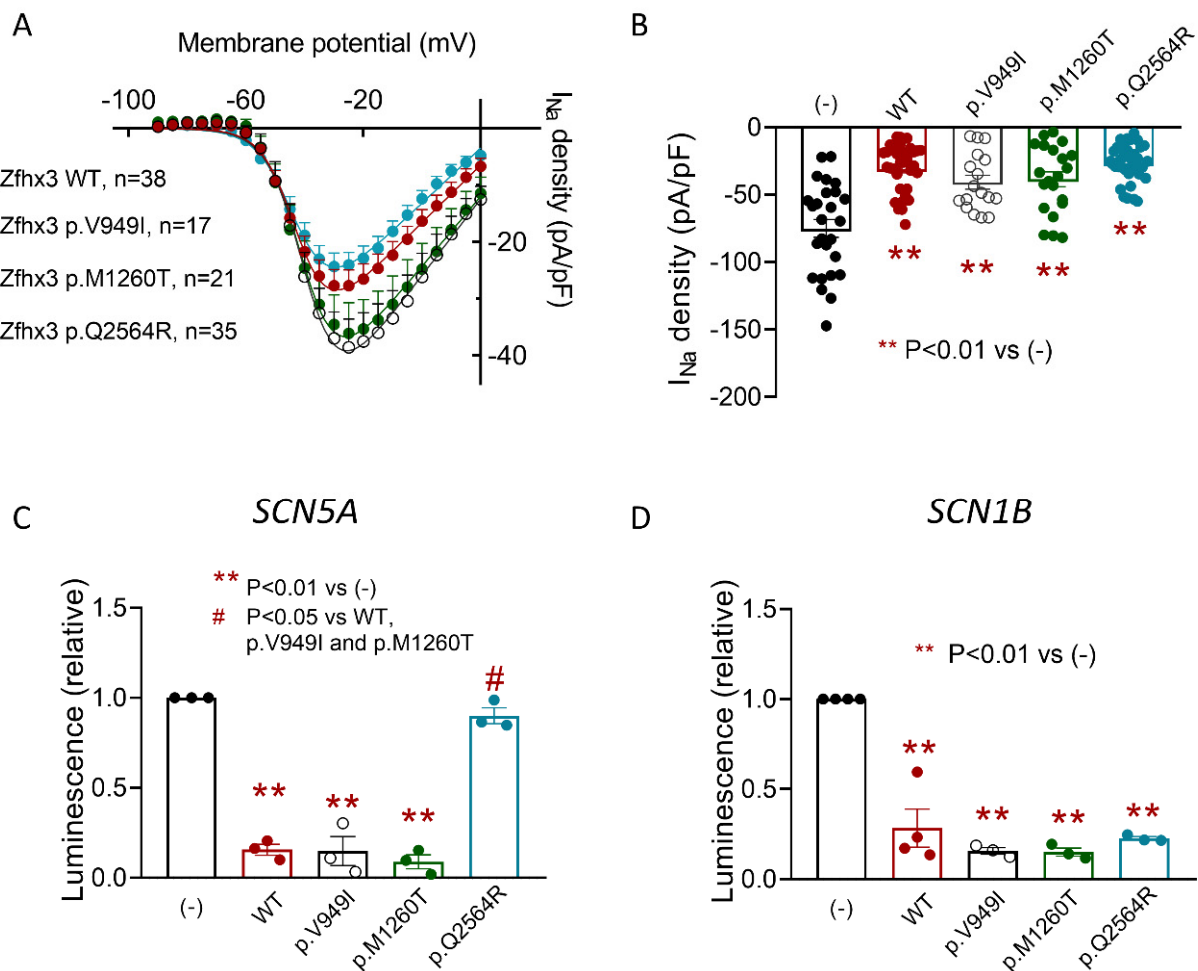 A
Membrane potential (mV)
-100
-60
-20
-20
-40
I_Na density (pA/pF)
Zfhx3 WT, n=38
Zfhx3 p.V949I, n=17
Zfhx3 p.M1260T, n=21
Zfhx3 p.Q2564R, n=35
B
(-)
WT
p.V949I
p.M1260T
p.Q2564R
0
-50
-100
-150
-200
I_Na density (pA/pF)
**
**
**
**
** P<0.01 vs (-)
C
SCN5A
** P<0.01 vs (-)
# P<0.05 vs WT,
p.V949I and p.M1260T
Luminescence (relative)
1.5
1.0
0.5
0.0
**
**
**
#
(-)
WT
p.V949I
p.M1260T
p.Q2564R
D
SCN1B
** P<0.01 vs (-)
Luminescence (relative)
1.5
1.0
0.5
0.0
**
**
**
**
(-)
WT
p.V949I
p.M1260T
p.Q2564R